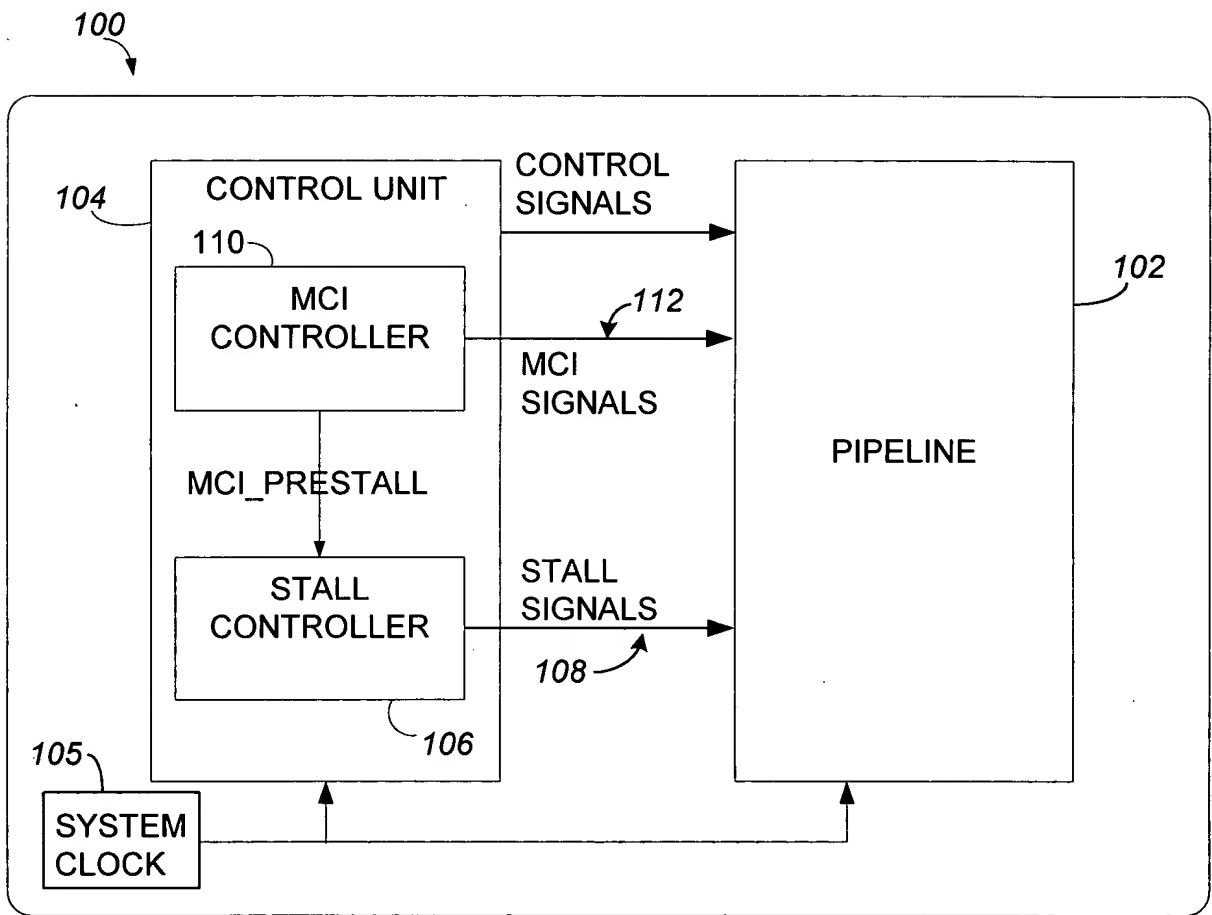 100
CONTROL UNIT
104
110
MCI
CONTROLLER
MCI_PRESTALL
STALL
CONTROLLER
106
CONTROL
SIGNALS
112
MCI
SIGNALS
STALL
SIGNALS
108
102
PIPELINE
105
SYSTEM
CLOCK